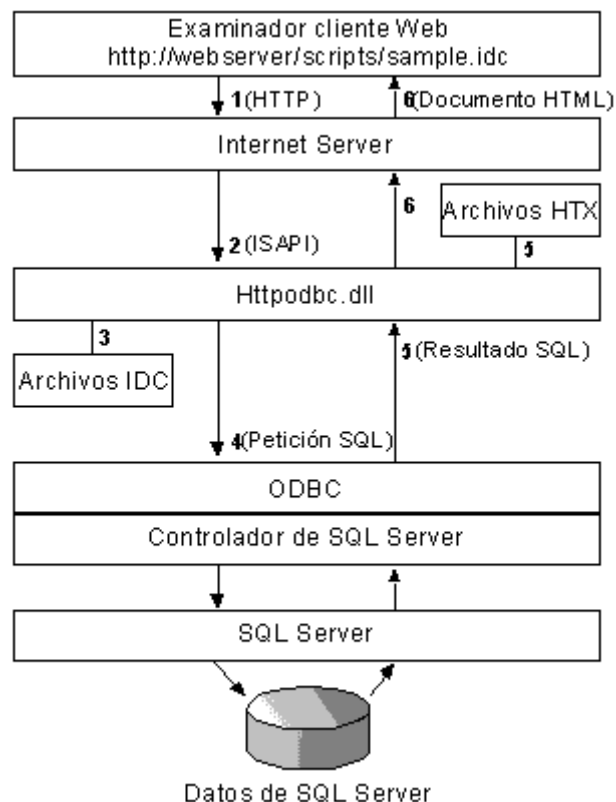 Examinador cliente Web
http://webserver/scripts/sample.idc
1(HTTP)
6(Documento HTML)
Internet Server
6
Archivos HTX
2(ISAPI)
5
Httpodbc.dll
3
5(Resultado SQL)
Archivos IDC
4(Petición SQL)
ODBC
Controlador de SQL Server
SQL Server
Datos de SQL Server